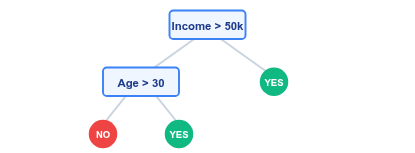 Income > 50k
Age > 30
YES
NO
YES